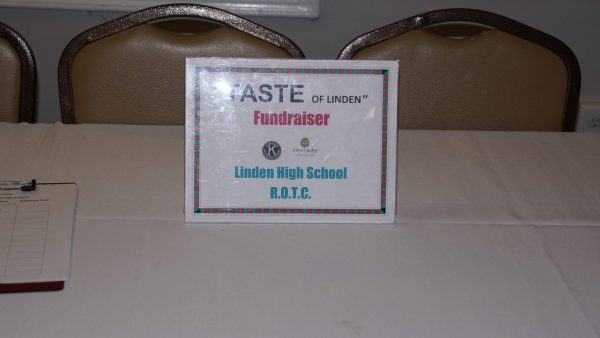 "TASTE OF LINDEN"
Fundraiser
K
Linden High School
R.O.T.C.